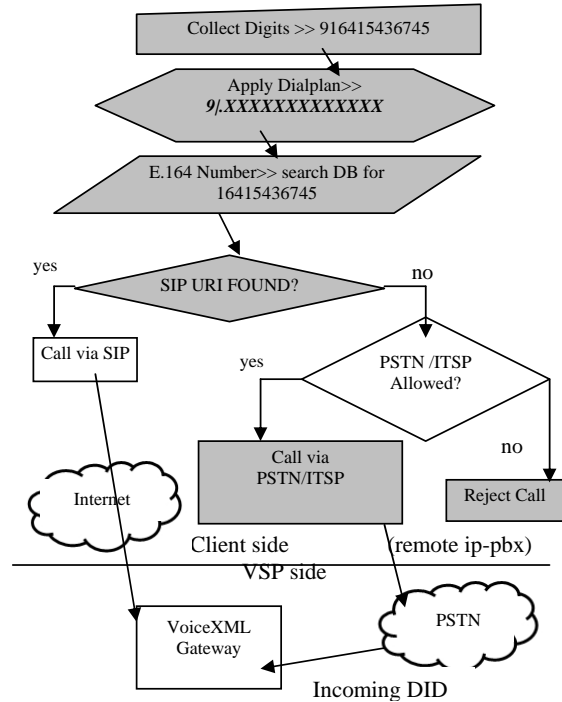 Collect Digits >> 916415436745
Apply Dialplan>>
9/.XXXXXXXXXXXXX
E.164 Number>> search DB for
16415436745
yes
SIP URI FOUND?
no
Call via SIP
yes
PSTN /ITSP
Allowed?
no
Call via
PSTN/ITSP
Reject Call
Internet
Client side
(remote ip-pbx)
VSP side
VoiceXML
Gateway
PSTN
Incoming DID